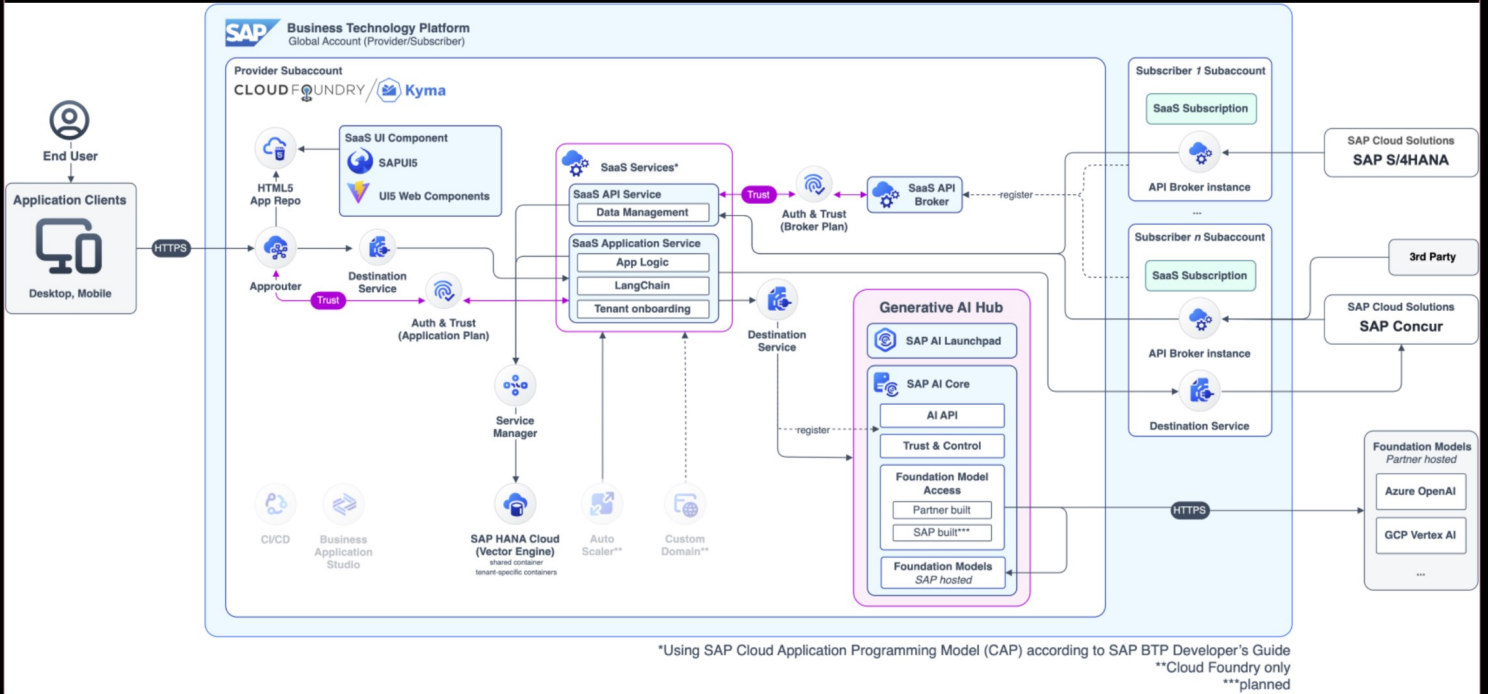 SAP
Business Technology Platform
Global Account (Provider/Subscriber)
Provider Subaccount
CLOUD FOUNDRY / Kyma
End User
Application Clients
Desktop, Mobile
HTTPS
HTML5
App Repo
SaaS UI Component
SAPUI5
UI5 Web Components
Approuter
Destination
Service
Trust
Auth & Trust
(Application Plan)
SaaS Services*
SaaS API Service
Data Management
SaaS Application Service
App Logic
LangChain
Tenant onboarding
Trust
Auth & Trust
(Broker Plan)
SaaS API
Broker
register
Destination
Service
Service
Manager
SAP HANA Cloud
(Vector Engine)
shared container
tenant-specific containers
CI/CD
Business
Application
Studio
Auto
Scaler**
Custom
Domain**
register
Generative AI Hub
SAP AI Launchpad
SAP AI Core
AI API
Trust & Control
Foundation Model
Access
Partner built
SAP built***
Foundation Models
SAP hosted
Subscriber 1 Subaccount
SaaS Subscription
API Broker instance
...
Subscriber n Subaccount
SaaS Subscription
API Broker instance
Destination Service
SAP Cloud Solutions
SAP S/4HANA
3rd Party
SAP Cloud Solutions
SAP Concur
HTTPS
Foundation Models
Partner hosted
Azure OpenAI
GCP Vertex AI
...
*Using SAP Cloud Application Programming Model (CAP) according to SAP BTP Developer's Guide
**Cloud Foundry only
***planned